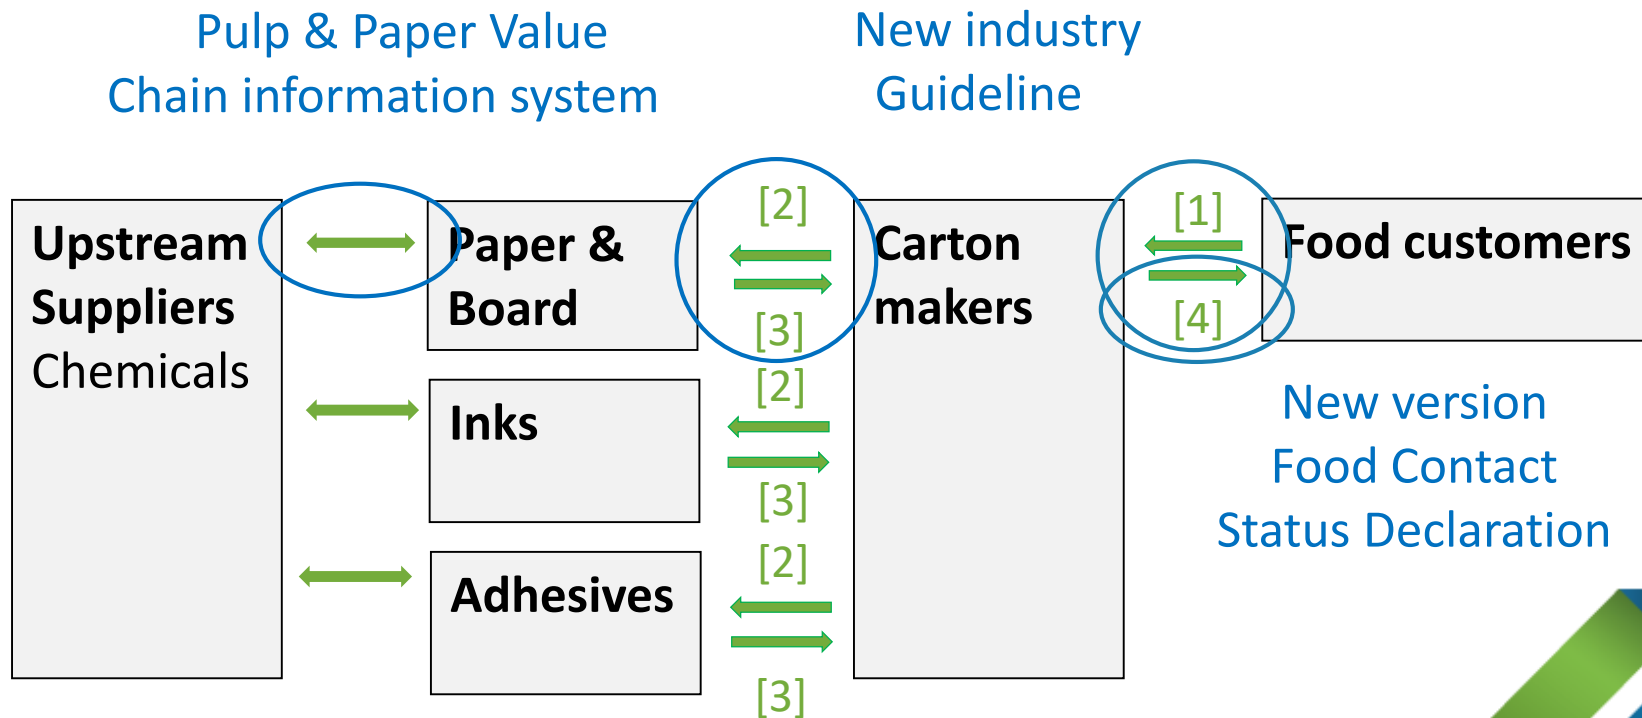 Pulp & Paper Value
Chain information system
New industry
Guideline
Upstream
Suppliers
Chemicals
Paper &
Board
[2]
[3]
Carton
makers
[1]
[4]
Food customers
Inks
[2]
[3]
Adhesives
[2]
[3]
New version
Food Contact
Status Declaration